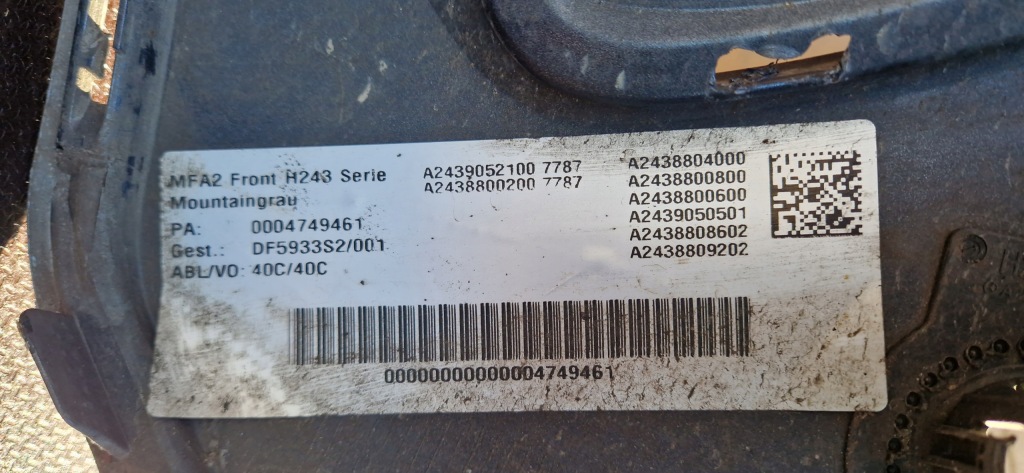 MFA2 Front H243 Serie
Mountaingrau
PA: 0004749461
Gest.: DF5933S2/001
ABL/VO: 40C/40C
A2439052100 7787
A2438800200 7787
A2438804000
A2438800800
A2438800600
A2439050501
A2438808602
A2438809202
0000000000004749461